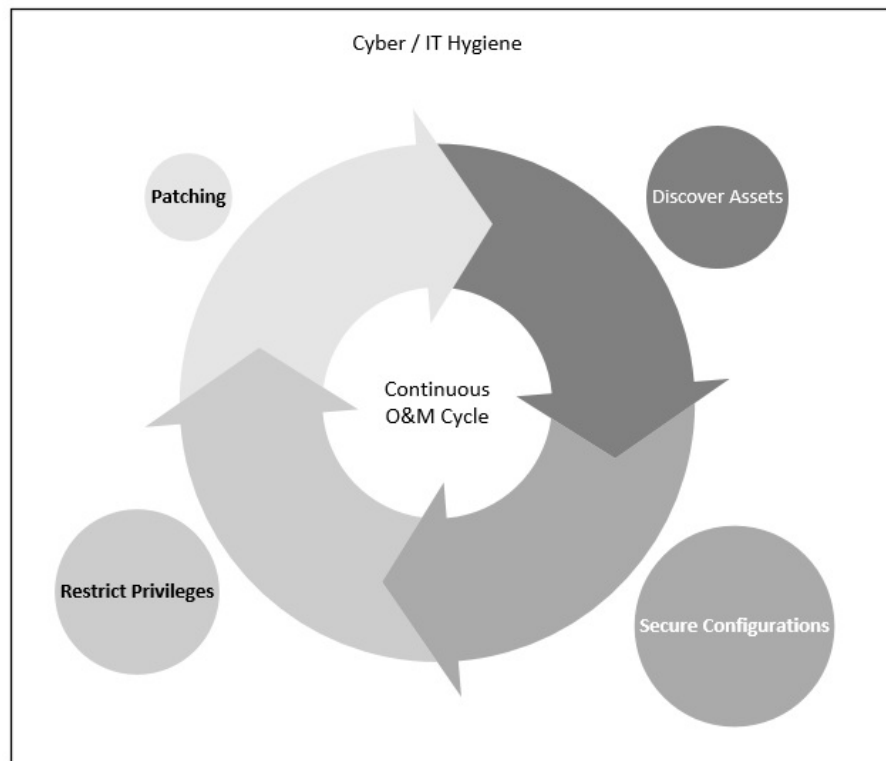 Cyber / IT Hygiene
Patching
Discover Assets
Continuous
O&M Cycle
Restrict Privileges
Secure Configurations